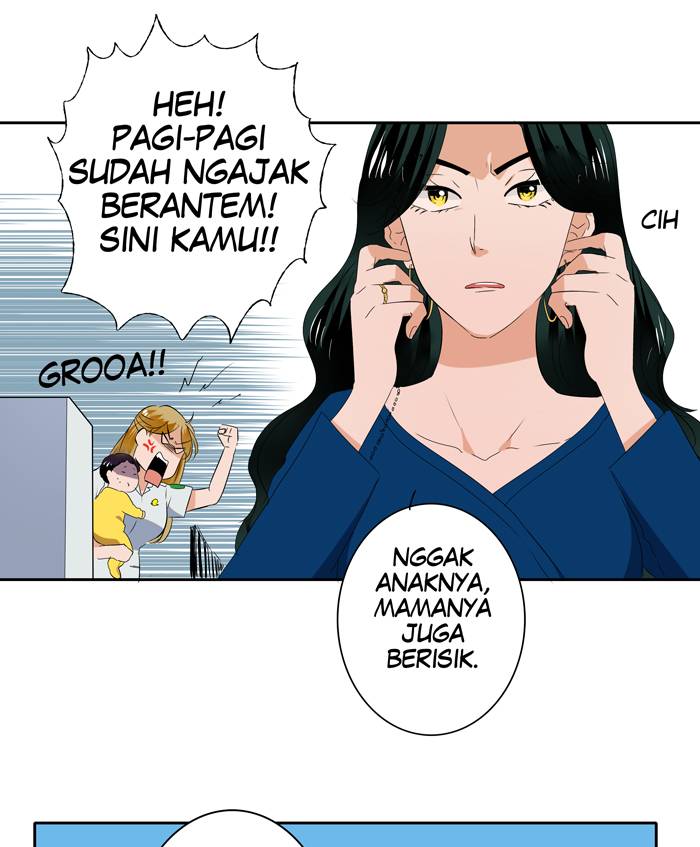 HEH!
PAGI-PAGI
SUDAH NGAJAK
BERANTEM!
SINI KAMU!!
CIH
GROOA!!
NGGAK
ANAKNYA,
MAMANYA
JUGA
BERISIK.